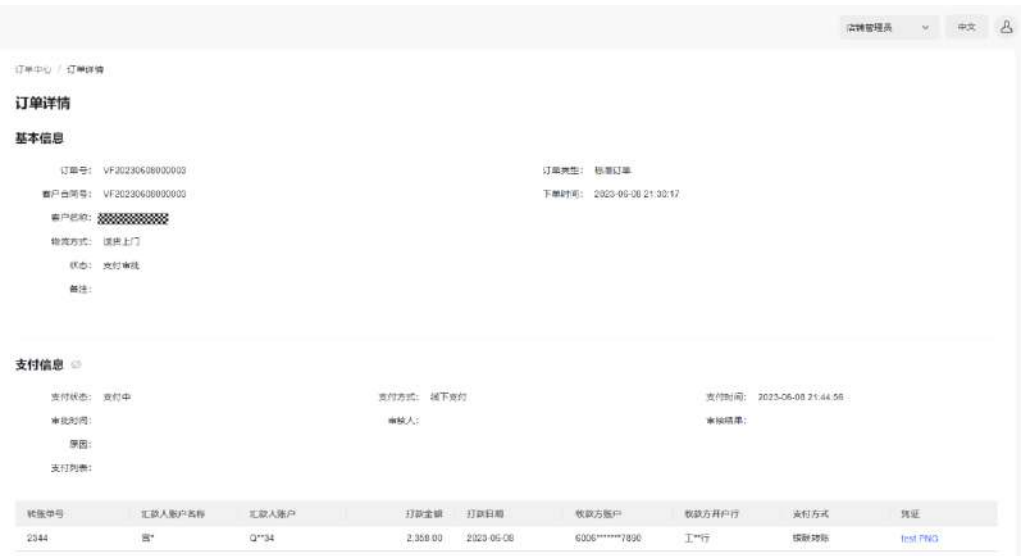 店铺管理员 中文
订单中心 / 订单详情
订单详情
基本信息
订单号: VF20230608000003 订单类型: 标准订单
客户合同号: VF20230608000003 下单时间: 2023-06-08 21:30:17
客户名称:
物流方式: 送货上门
状态: 支付审批
备注:
支付信息
支付状态: 支付中 支付方式: 线下支付 支付时间: 2023-06-08 21:44:56
审批时间: 审核人: 审核结果:
原因:
支付列表:
转账单号 汇款人账户名称 汇款人账户 打款金额 打款日期 收款方账户 收款方开户行 支付方式 凭证
2344 Q**34 2,358.00 2023-06-08 6006*******7890 工**行 银联转账 test.PNG